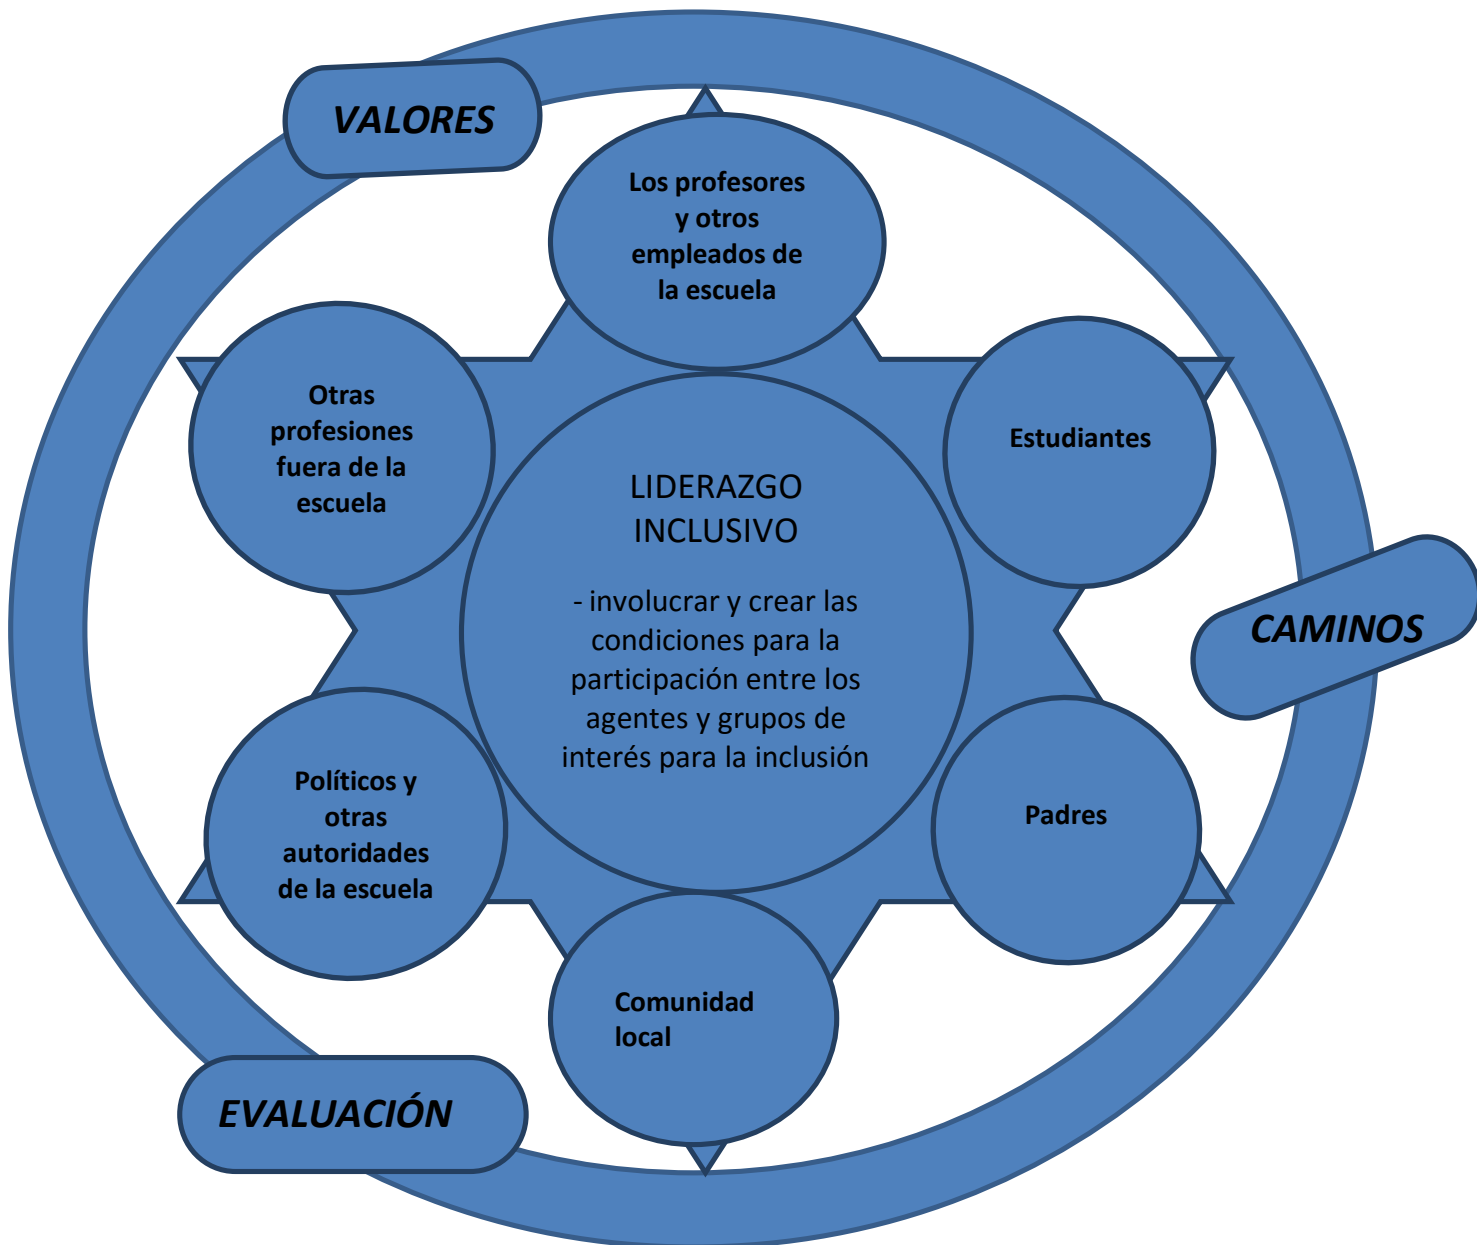 VALORES
Los profesores
y otros
empleados de
la escuela
Otras
profesiones
fuera de la
escuela
Estudiantes
LIDERAZGO
INCLUSIVO
- involucrar y crear las
condiciones para la
participación entre los
agentes y grupos de
interés para la inclusión
CAMINOS
Políticos y
otras
autoridades
de la escuela
Padres
Comunidad
local
EVALUACIÓN